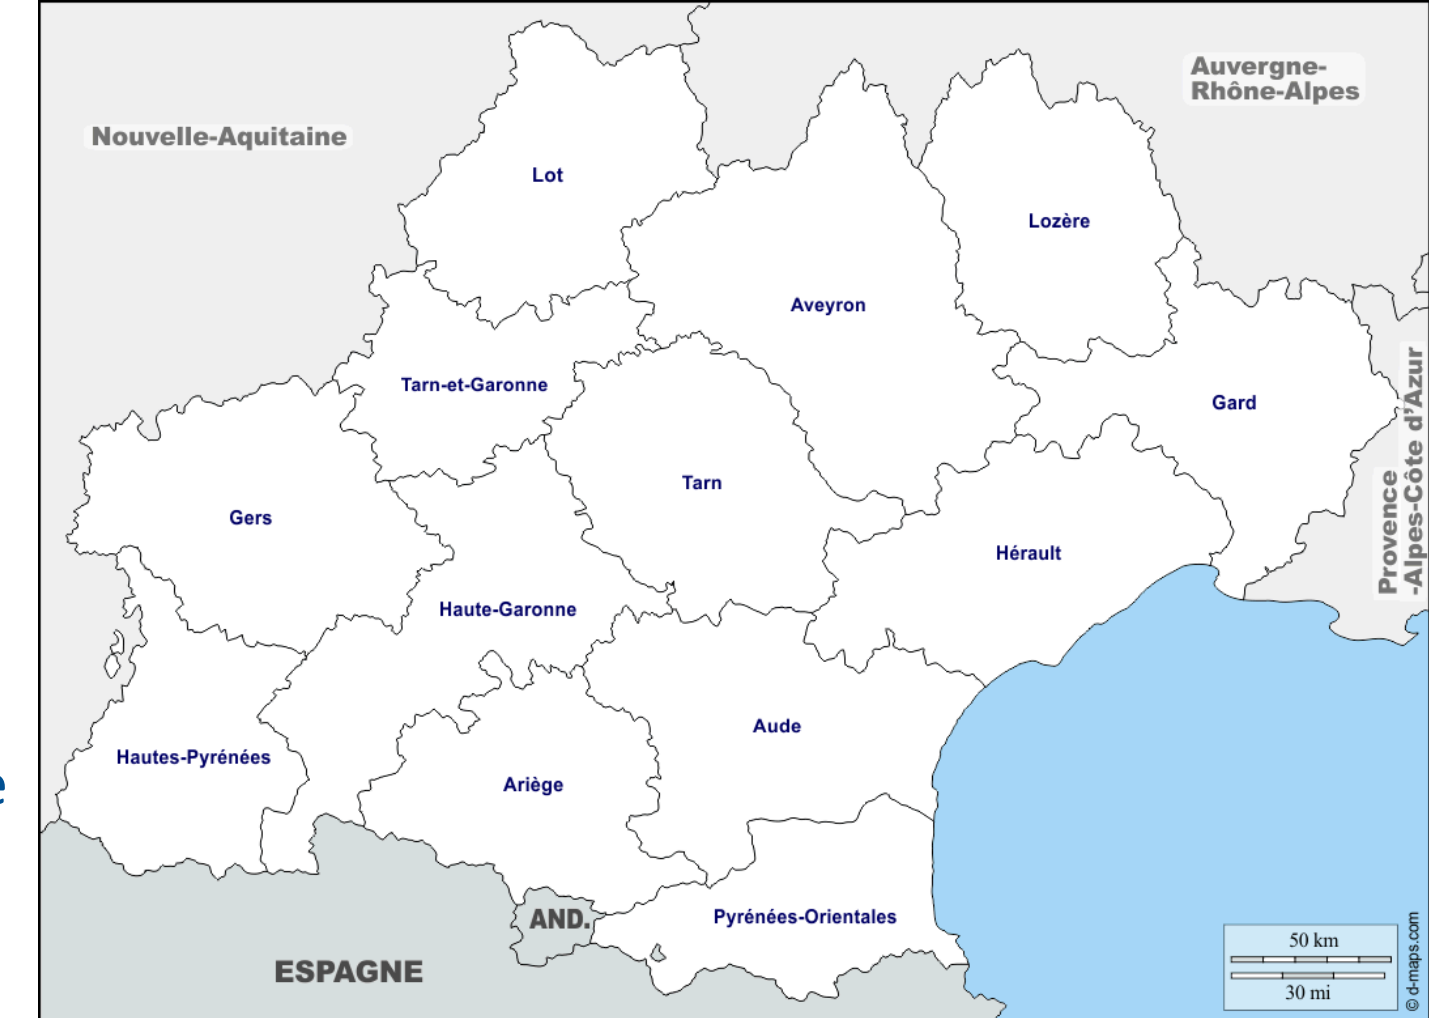 Auvergne-
Rhône-Alpes
Nouvelle-Aquitaine
Lot
Lozère
Aveyron
Tarn-et-Garonne
Gard
Provence
-Alpes-Côte d'Azur
Tarn
Gers
Hérault
Haute-Garonne
Aude
Hautes-Pyrénées
Ariège
e
Pyrénées-Orientales
AND.
ESPAGNE
50 km
30 mi
© d-maps.com